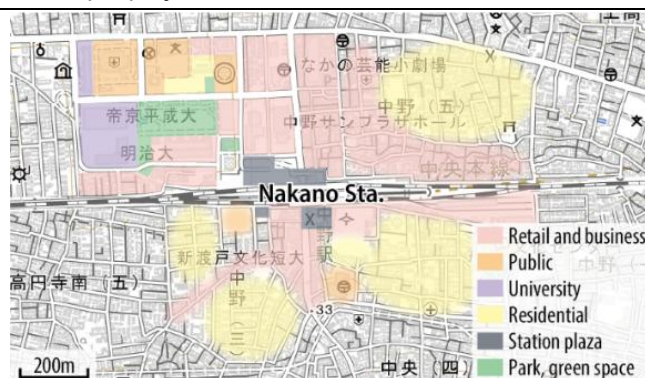 なかの芸能小劇場
中野（五）
帝京平成大
中野サンプラザホール
明治大
中央本線
Nakano Sta.
中野駅
新渡戸文化短大
高円寺南（五）
中野（三）
33
中央（四）
200m
Retail and business
Public
University
Residential
Station plaza
Park, green space